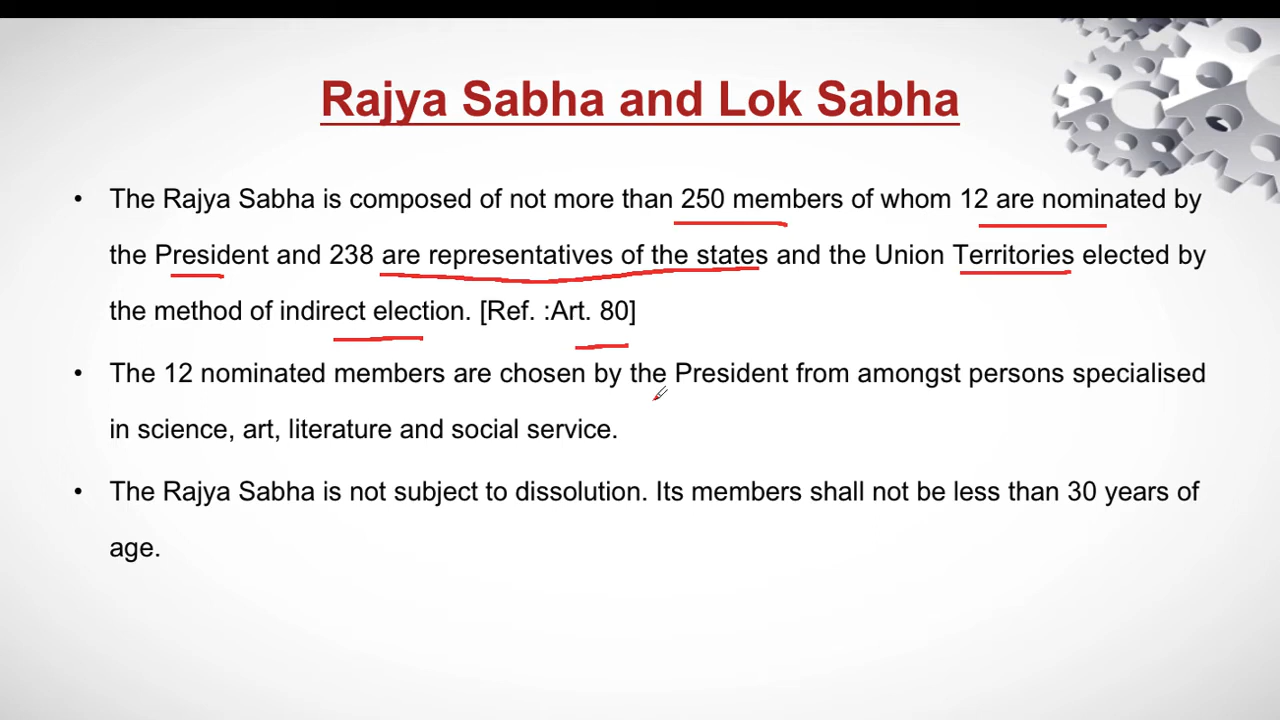 Rajya Sabha and Lok Sabha
• The Rajya Sabha is composed of not more than 250 members of whom 12 are nominated by
the President and 238 are representatives of the states and the Union Territories elected by
the method of indirect election. [Ref. :Art. 80]
• The 12 nominated members are chosen by the President from amongst persons specialised
in science, art, literature and social service.
• The Rajya Sabha is not subject to dissolution. Its members shall not be less than 30 years of
age.